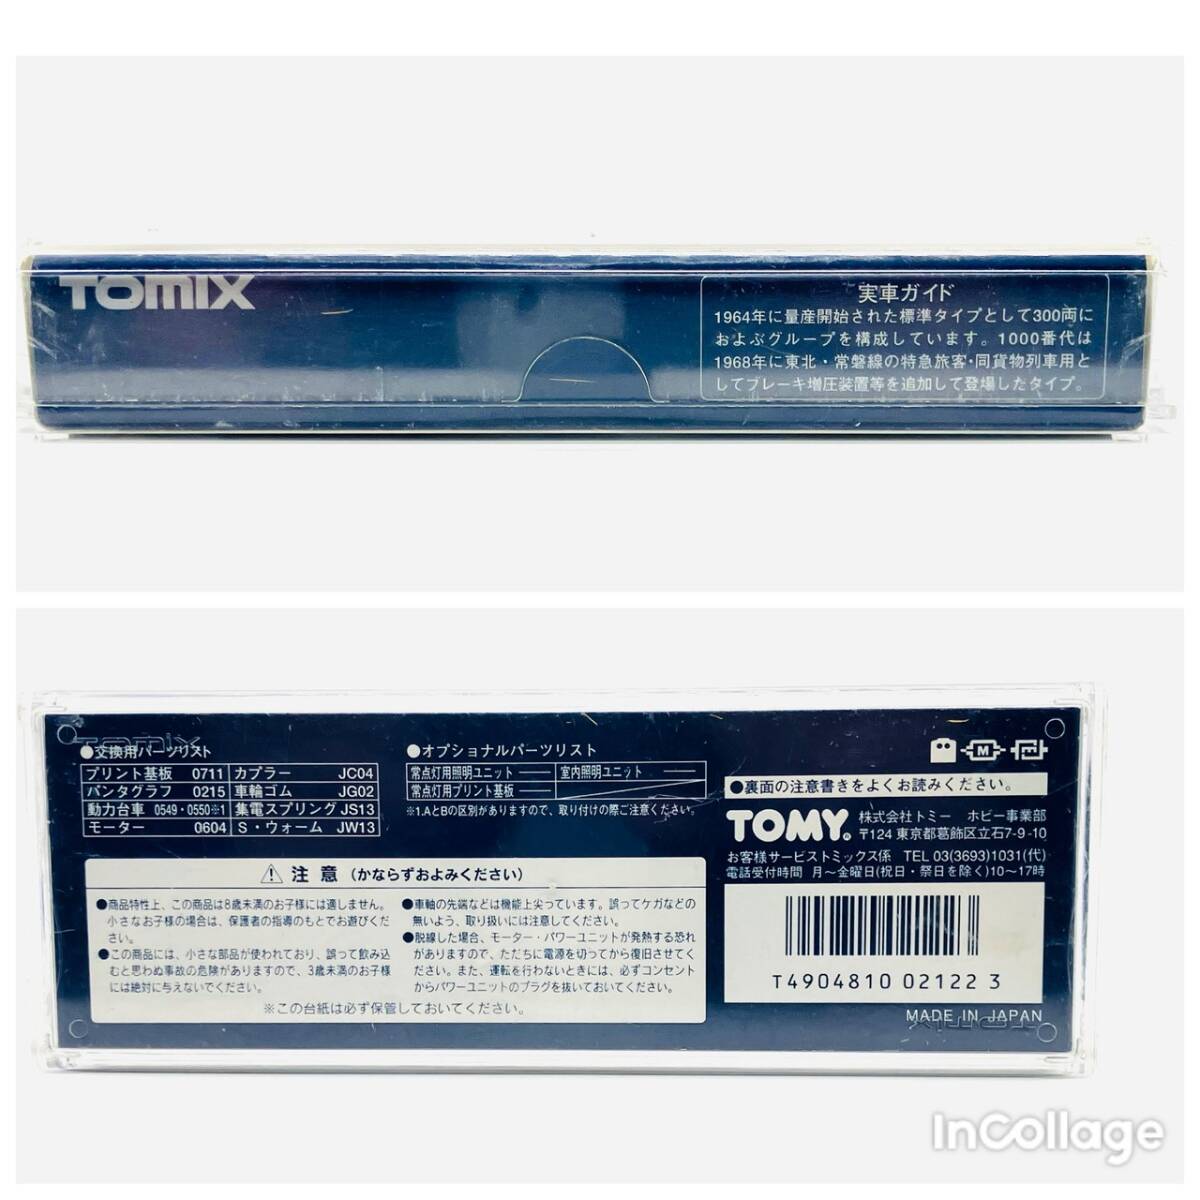 TOMIX
実車ガイド
1964年に量産開始された標準タイプとして300両に
およぶグループを構成しています。1000番代は
1968年に東北・常磐線の特急旅客・同貨物列車用と
してブレーキ増圧装置等を追加して登場したタイプ。
TOMIX
●交換用パーツリスト
プリント基板 0711 カプラー JC04
パンタグラフ 0215 車輪ゴム JG02
動力台車 0549・0550※1 集電スプリング JS13
モーター 0604 S・ウォーム JW13
●オプショナルパーツリスト
常点灯用照明ユニット —— 室内照明ユニット ——
常点灯用プリント基板 ——
※1.AとBの区別がありますので、取り付けの際ご注意ください。
⚠ 注意 (かならずおよみください)
●商品特性上、この商品は8歳未満のお子様には適しません。
小さなお子様の場合は、保護者の指導のもとでお遊びくだ
さい。
●この商品には、小さな部品が使われており、誤って飲み込
むと思わぬ事故の危険がありますので、3歳未満のお子様
には絶対に与えないでください。
●車軸の先端などは機能上尖っています。誤ってケガなどの
無いよう、取り扱いには注意してください。
●脱線した場合、モーター・パワーユニットが発熱する恐れ
がありますので、ただちに電源を切ってから復旧させてく
ださい。また、運転を行わないときには、必ずコンセント
からパワーユニットのプラグを抜いておいてください。
※この台紙は必ず保管しておいてください。
M
●裏面の注意書きをよくお読みください。
TOMY® 株式会社トミー ホビー事業部
〒124 東京都葛飾区立石7-9-10
お客様サービストミックス係 TEL 03(3693)1031(代)
電話受付時間 月~金曜日(祝日・祭日を除く)10~17時
T4904810 02122 3
MADE IN JAPAN
TOMIX
InCollage